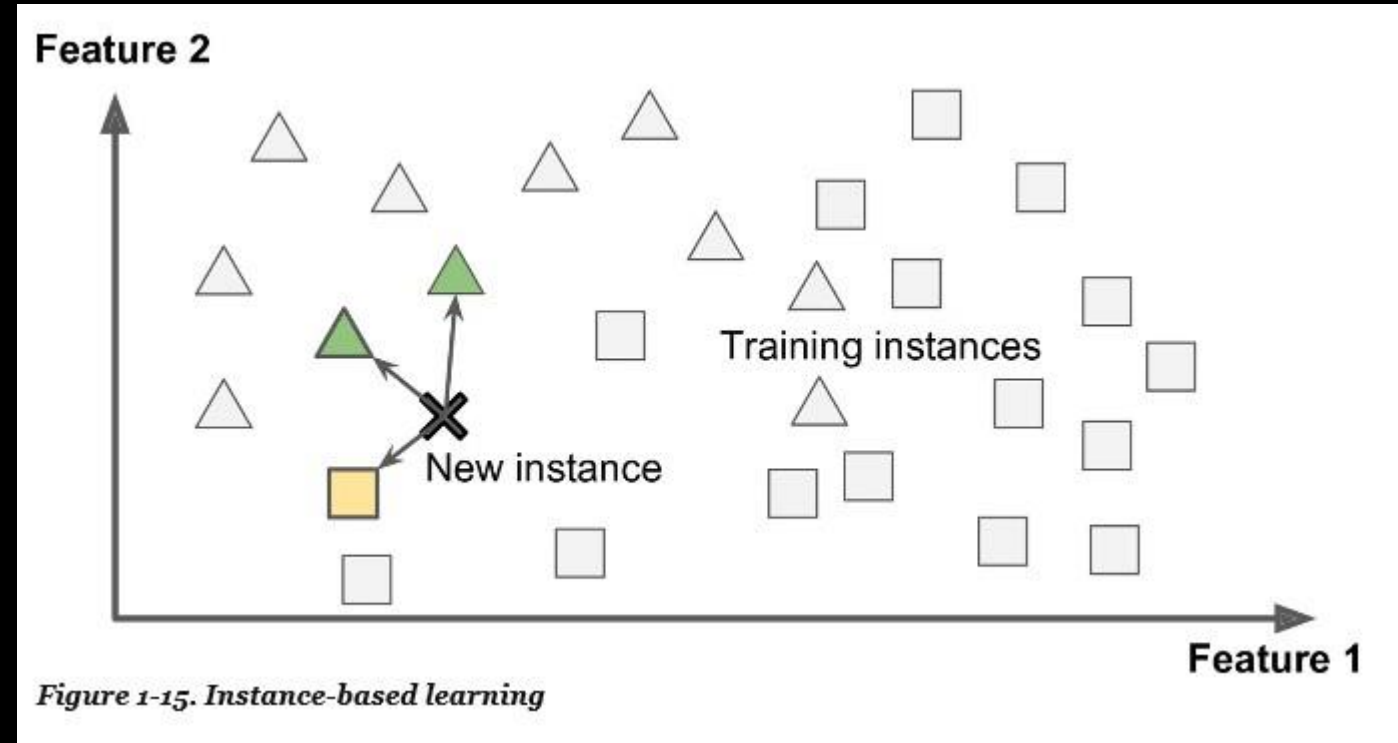 Feature 2
Training instances
New instance
Feature 1
Figure 1-15. Instance-based learning